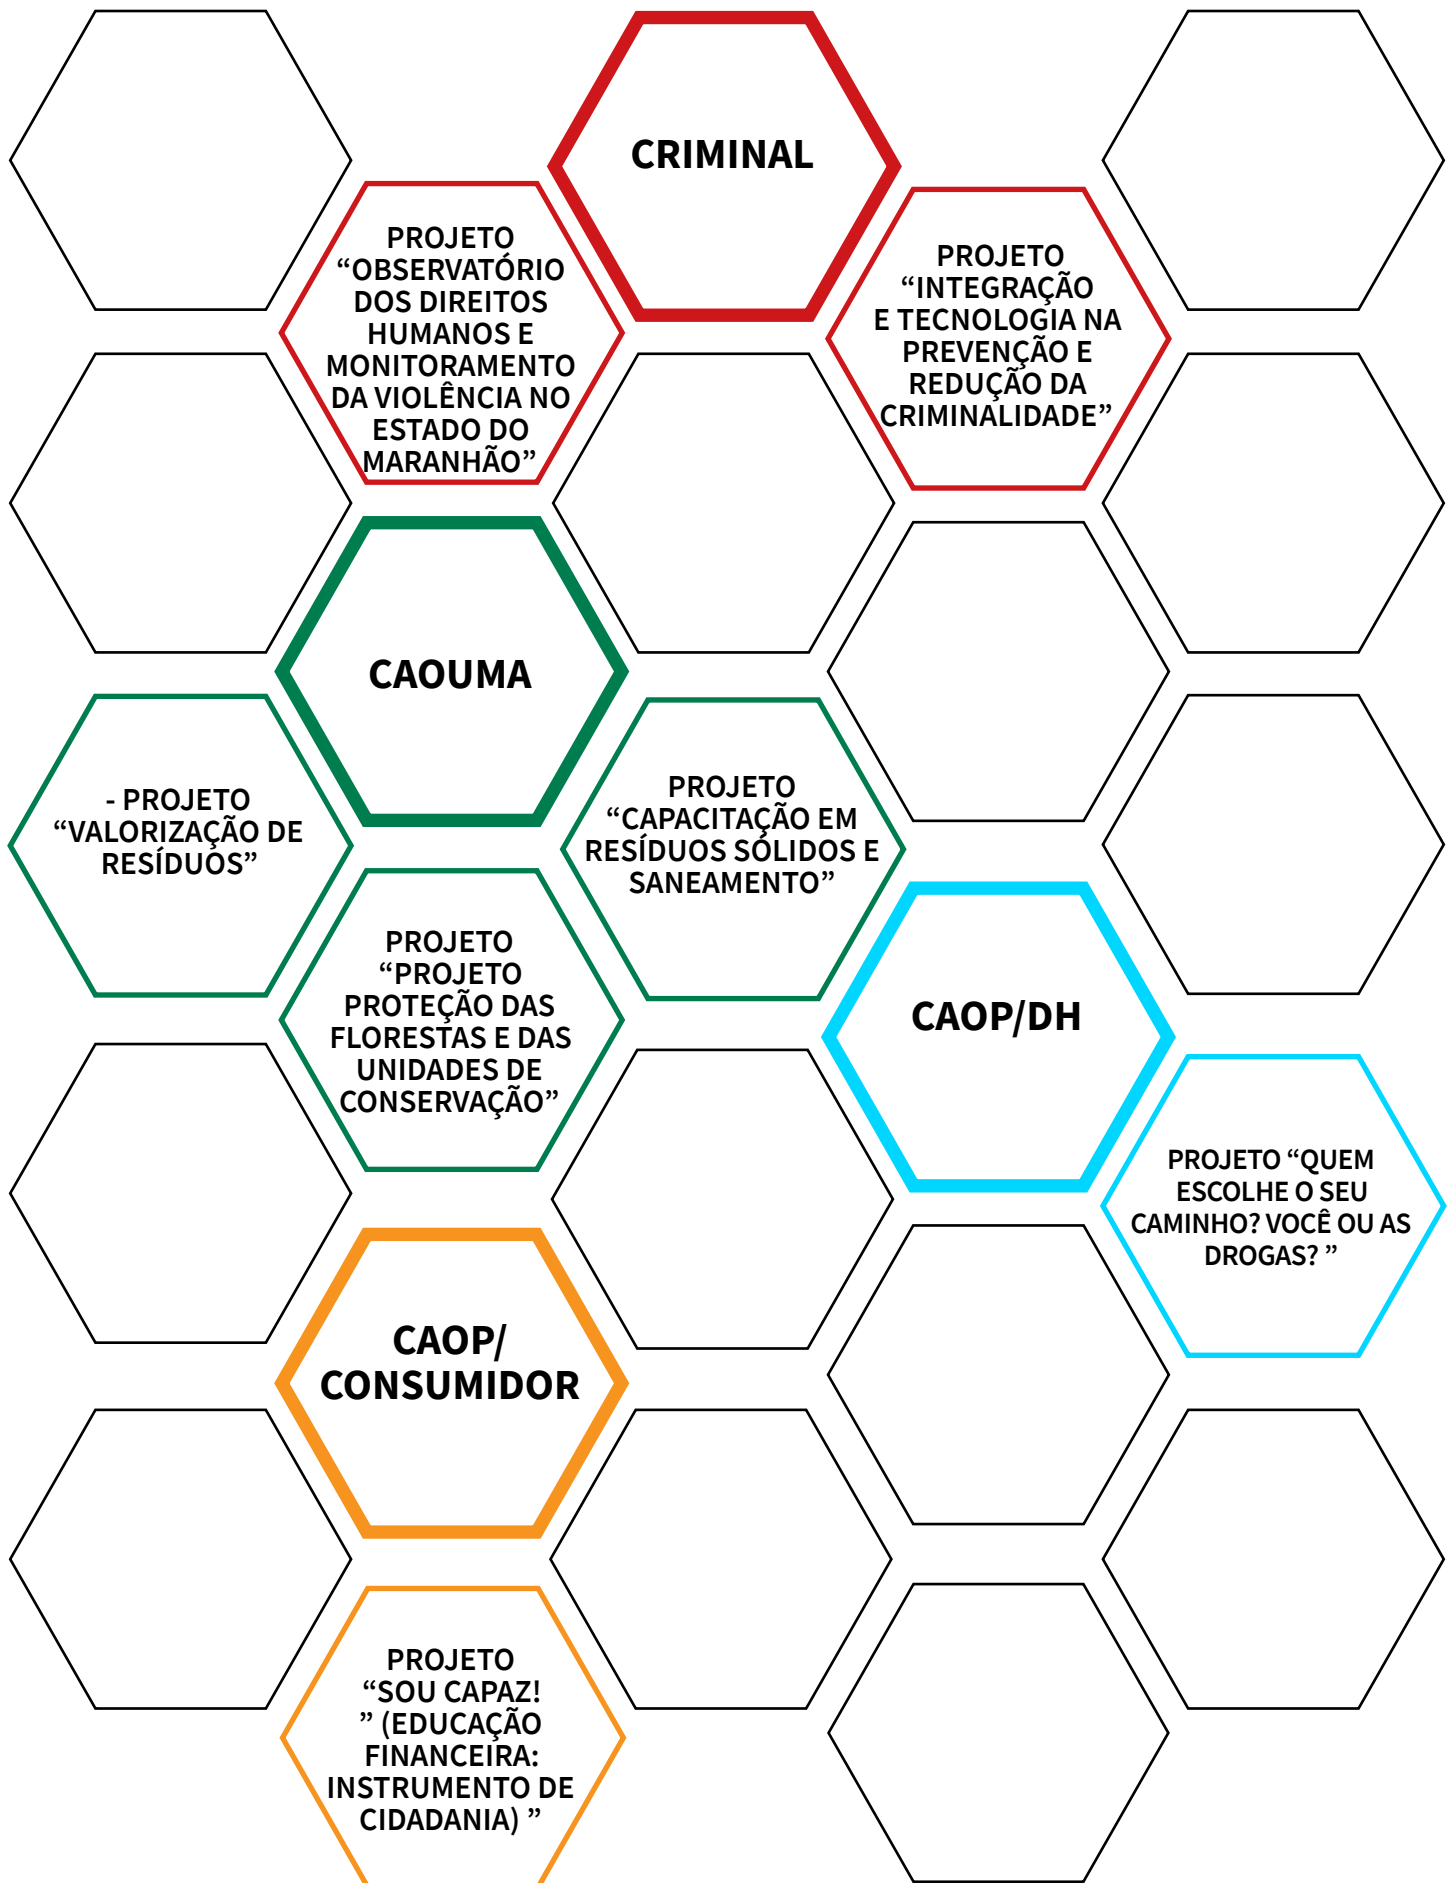 CRIMINAL
PROJETO
“OBSERVATÓRIO
DOS DIREITOS
HUMANOS E
MONITORAMENTO
DA VIOLÊNCIA NO
ESTADO DO
MARANHÃO”
PROJETO
“INTEGRAÇÃO
E TECNOLOGIA NA
PREVENÇÃO E
REDUÇÃO DA
CRIMINALIDADE”
CAOUMA
- PROJETO
“VALORIZAÇÃO DE
RESÍDUOS”
PROJETO
“CAPACITAÇÃO EM
RESÍDUOS SÓLIDOS E
SANEAMENTO”
PROJETO
“PROJETO
PROTEÇÃO DAS
FLORESTAS E DAS
UNIDADES DE
CONSERVAÇÃO”
CAOP/DH
PROJETO “QUEM
ESCOLHE O SEU
CAMINHO? VOCÊ OU AS
DROGAS? ”
CAOP/
CONSUMIDOR
PROJETO
“SOU CAPAZ!
” (EDUCAÇÃO
FINANCEIRA:
INSTRUMENTO DE
CIDADANIA) ”